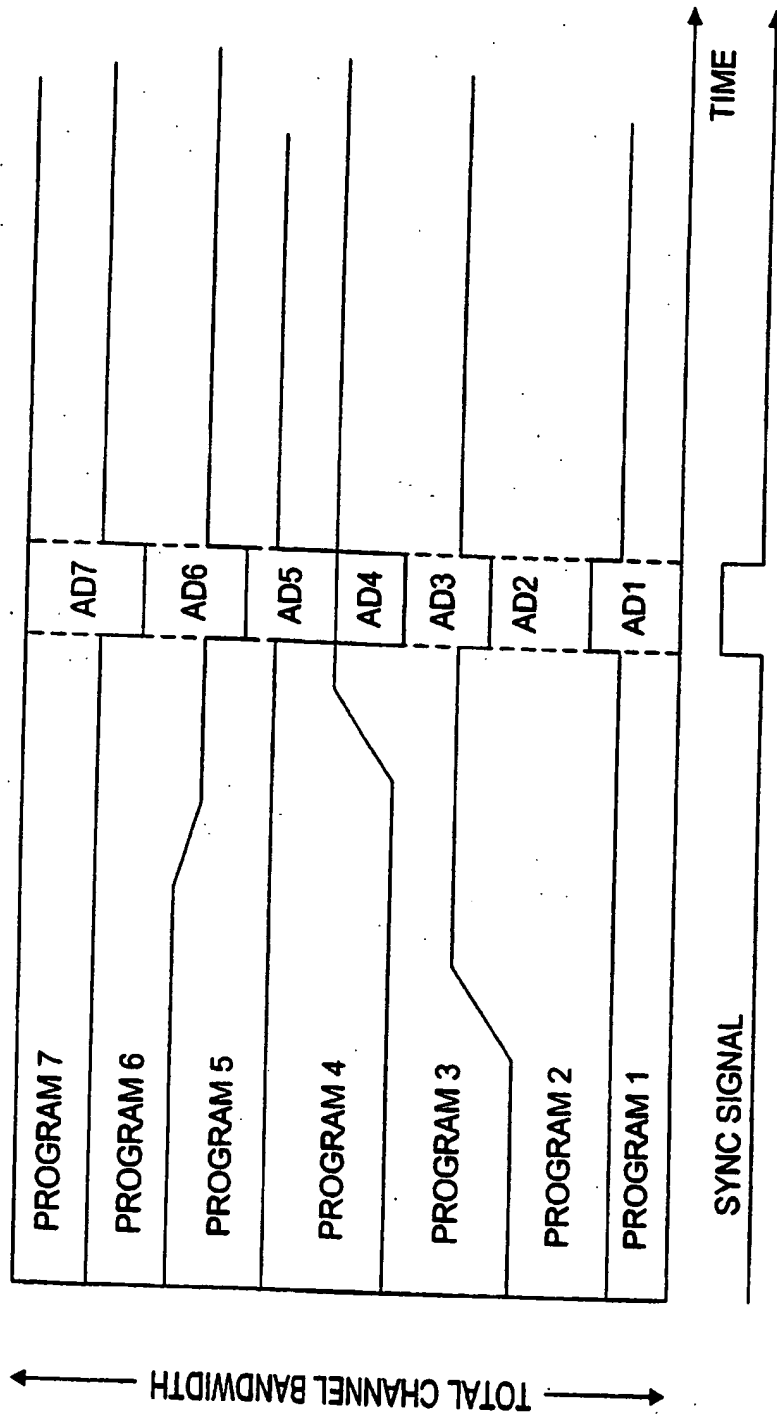 TOTAL CHANNEL BANDWIDTH
PROGRAM 7
PROGRAM 6
PROGRAM 5
PROGRAM 4
PROGRAM 3
PROGRAM 2
PROGRAM 1
AD7
AD6
AD5
AD4
AD3
AD2
AD1
TIME
SYNC SIGNAL